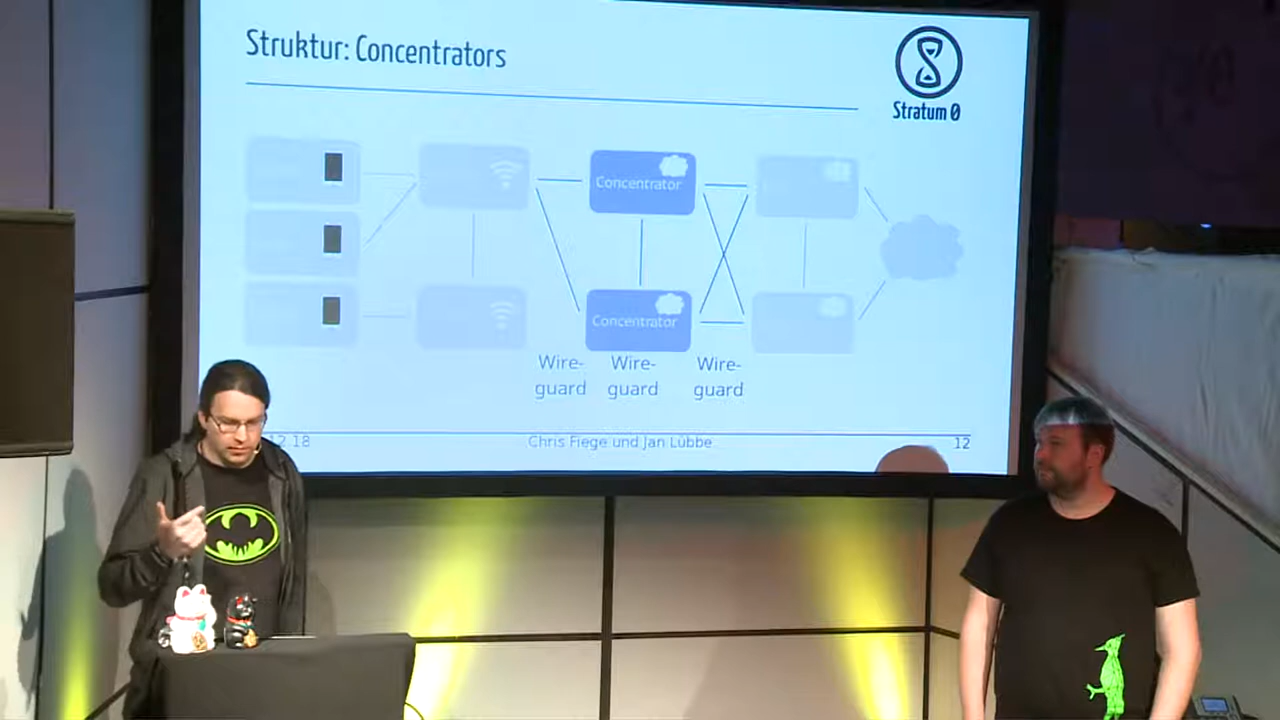 Struktur: Concentrators
Stratum 0
Concentrator
Concentrator
Wire-
guard
Wire-
guard
Wire-
guard
12.18
Chris Fiege und Jan Lübbe
12